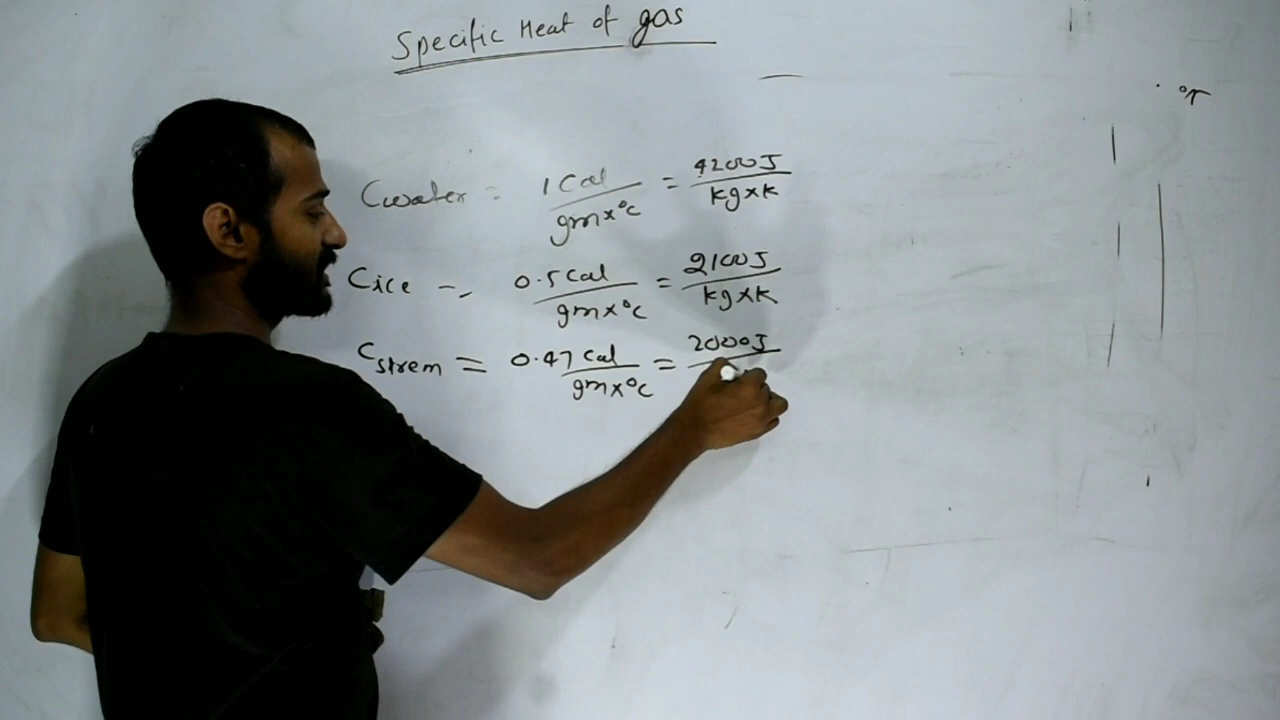 Specific Heat of gas
Cwater = 1 Cal / gm x °c = 4200 J / kg x k
Cice -, 0.5 Cal / gm x °c = 2100 J / kg x k
Cstrem = 0.47 Cal / gm x °c = 2000 J